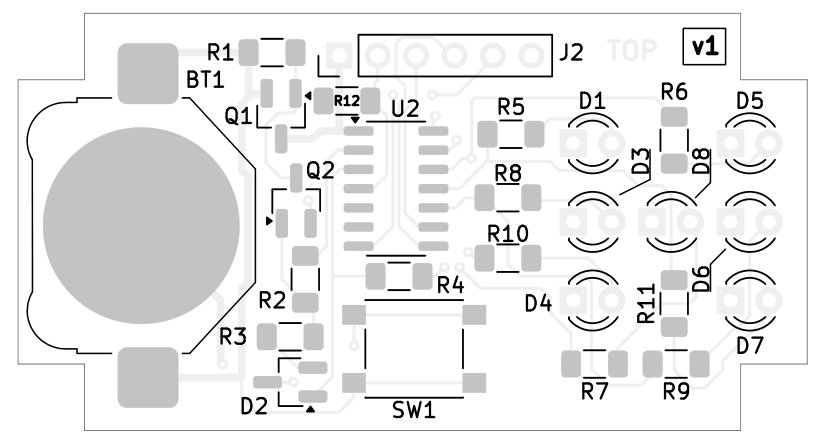 R1
BT1
J2
TOP
v1
R12
Q1
U2
R5
D1
R6
D5
Q2
R8
D3
D8
R10
R2
R4
D4
R11
D6
R3
D7
D2
SW1
R7
R9